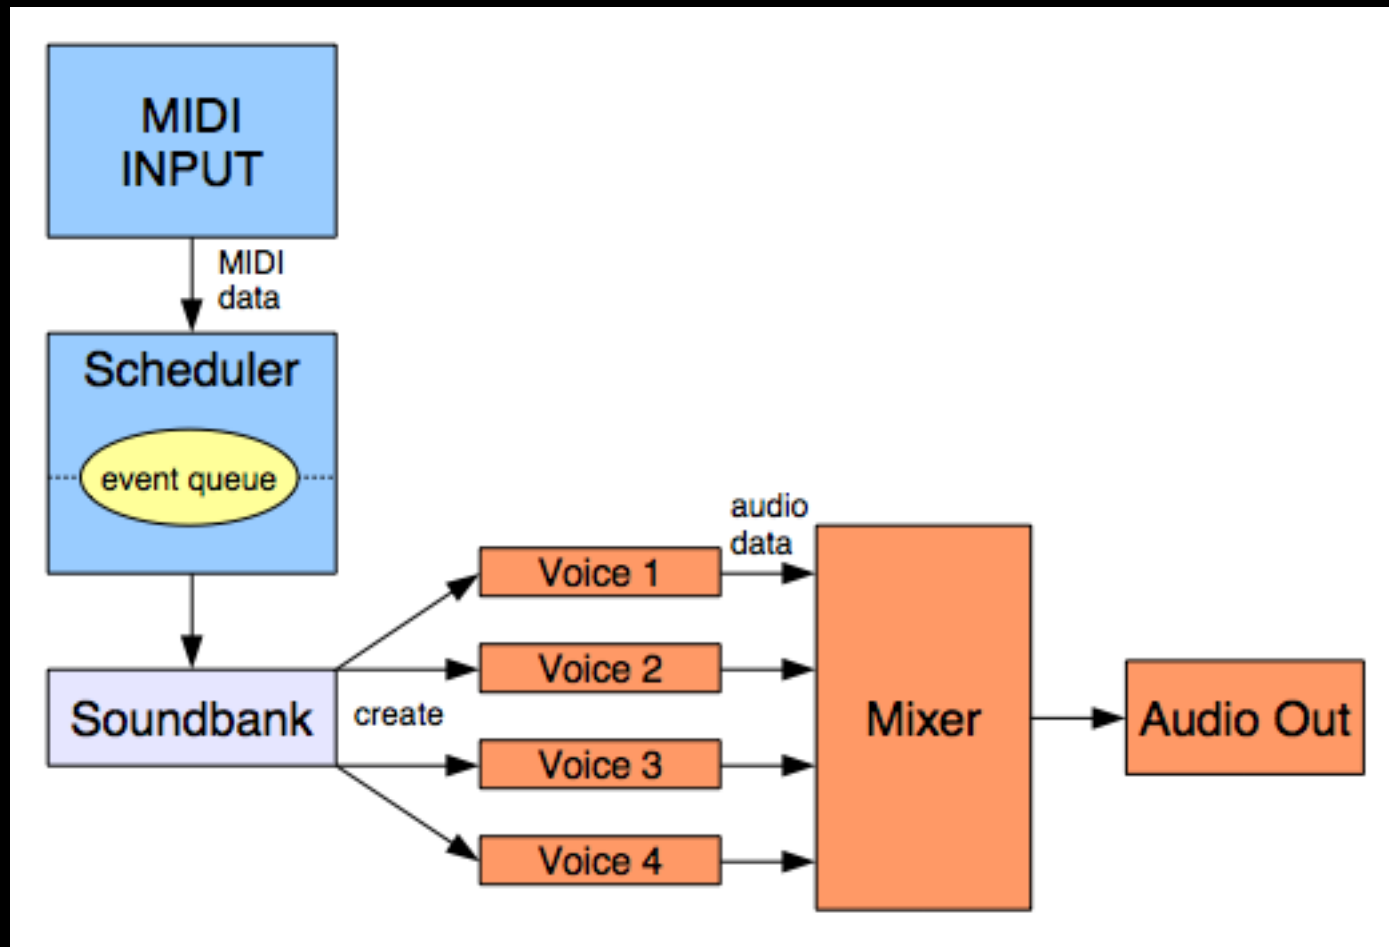 MIDI
INPUT
MIDI
data
Scheduler
event queue
Soundbank
create
Voice 1
Voice 2
Voice 3
Voice 4
audio
data
Mixer
Audio Out